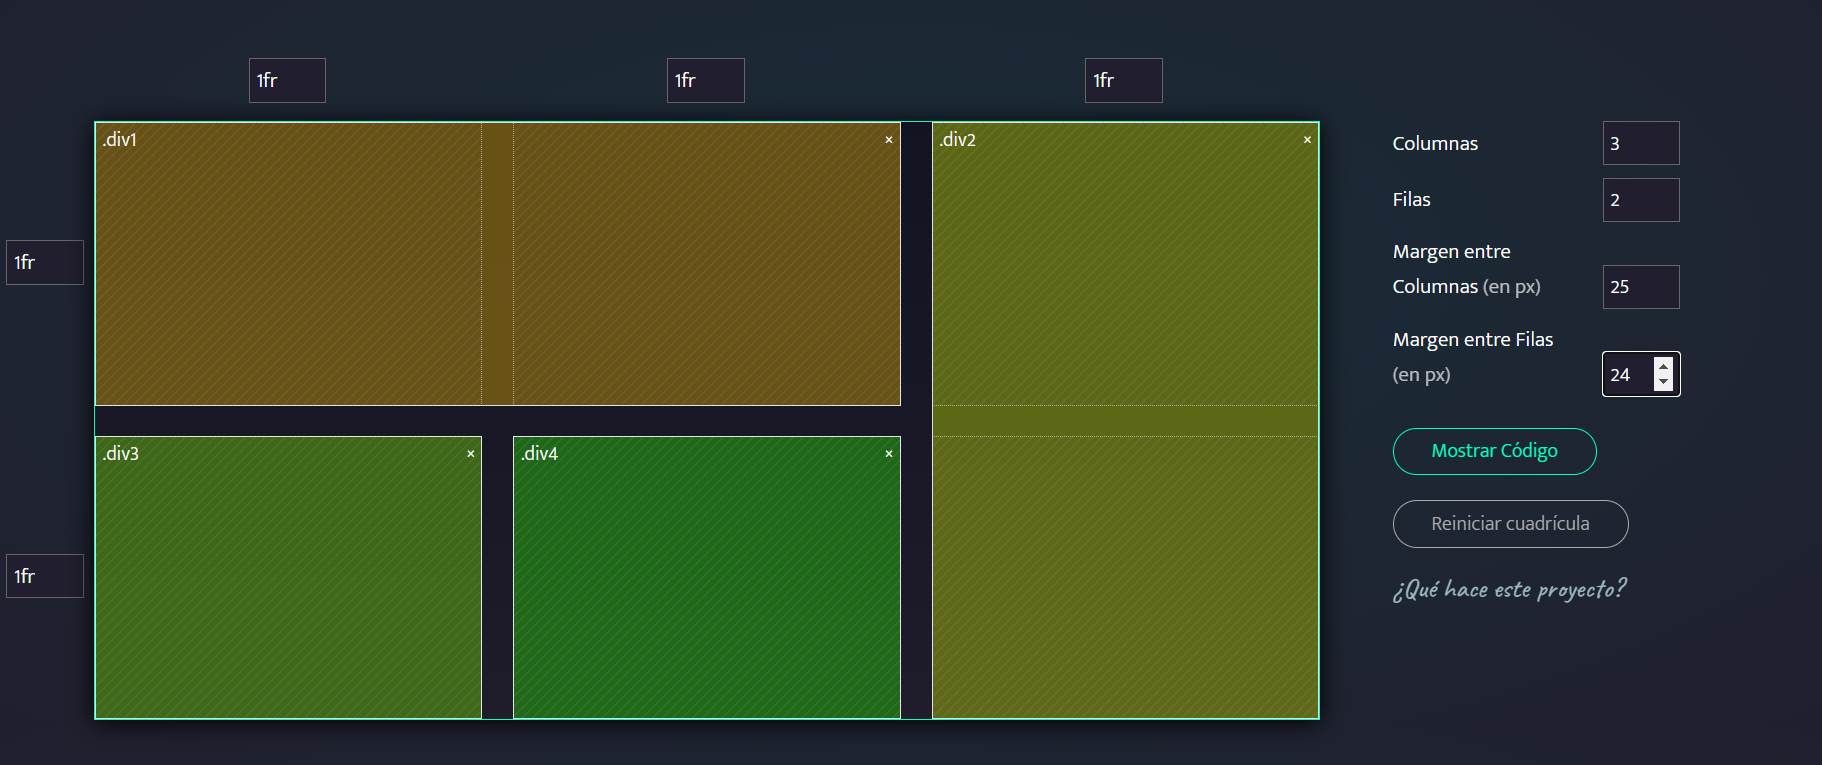 1fr
1fr
1fr
.div1
×
.div2
×
Columnas
3
Filas
2
1fr
Margen entre
Columnas (en px)
25
Margen entre Filas
(en px)
24
.div3
×
.div4
×
Mostrar Código
Reiniciar cuadrícula
1fr
¿Qué hace este proyecto?